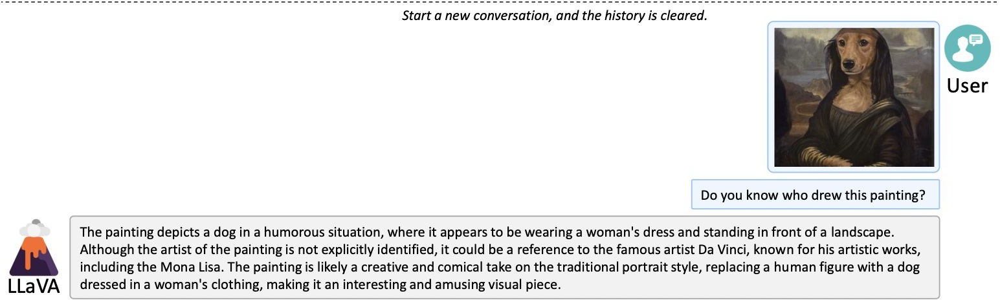 Start a new conversation, and the history is cleared.
User
Do you know who drew this painting?
The painting depicts a dog in a humorous situation, where it appears to be wearing a woman's dress and standing in front of a landscape.
Although the artist of the painting is not explicitly identified, it could be a reference to the famous artist Da Vinci, known for his artistic works,
including the Mona Lisa. The painting is likely a creative and comical take on the traditional portrait style, replacing a human figure with a dog
dressed in a woman's clothing, making it an interesting and amusing visual piece.
LLaVA